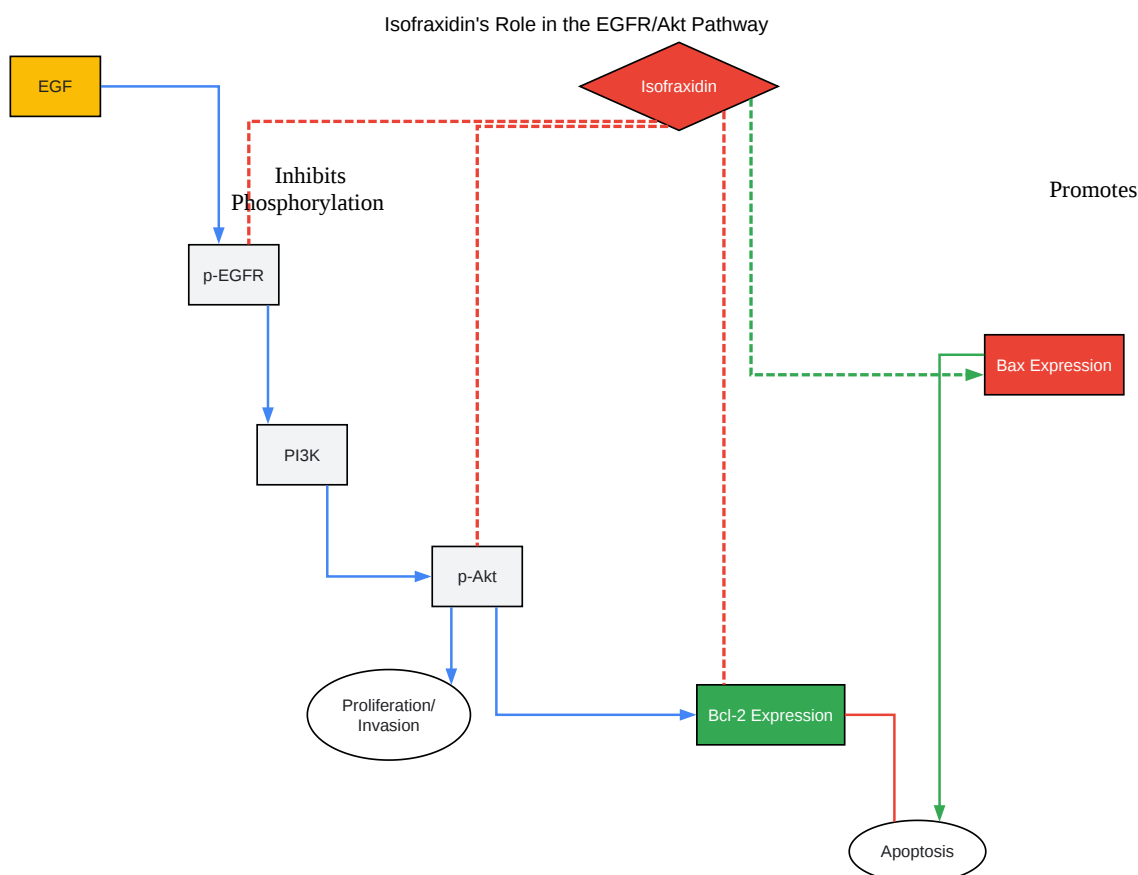 Isofraxidin's Role in the EGFR/Akt Pathway
EGF
Isofraxidin
Inhibits
Phosphorylation
Promotes
p-EGFR
Bax Expression
PI3K
p-Akt
Proliferation/
Invasion
Bcl-2 Expression
Apoptosis